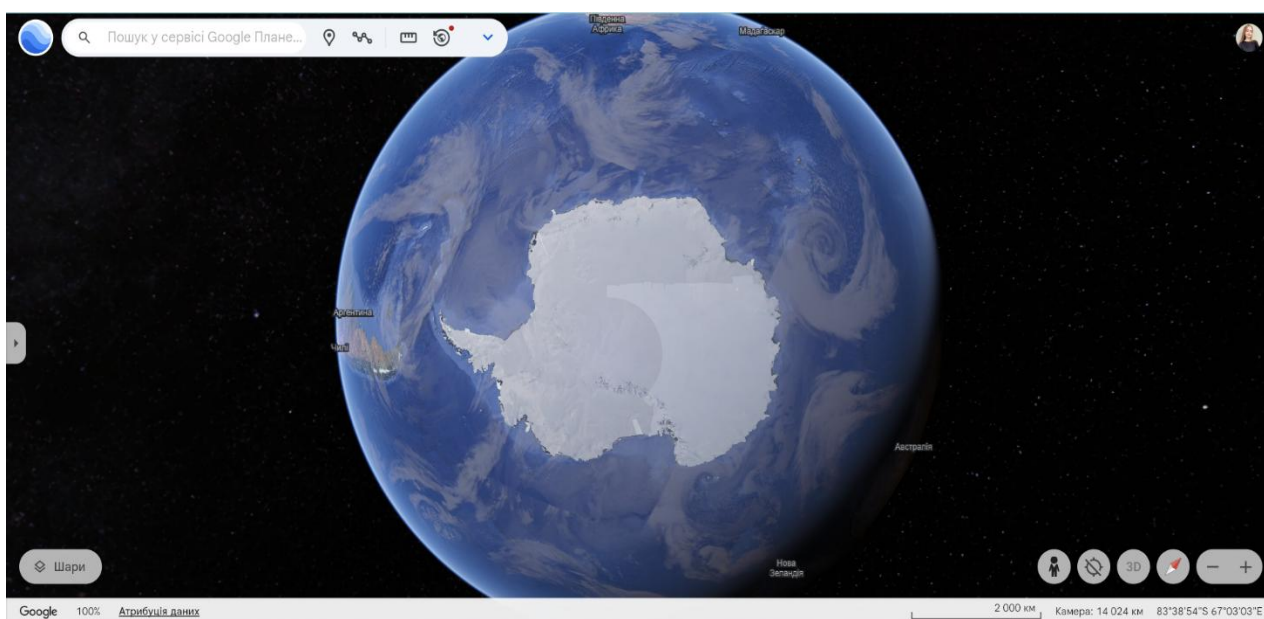 Південна
Африка
Мадагаскар
Пошук у сервісі Google Плане...
Аргентина
Чилі
Австралія
Нова
Зеландія
Шари
3D
Google
100%
Атрибуція даних
2 000 км
Камера: 14 024 км
83°38'54"S 67°03'03"E